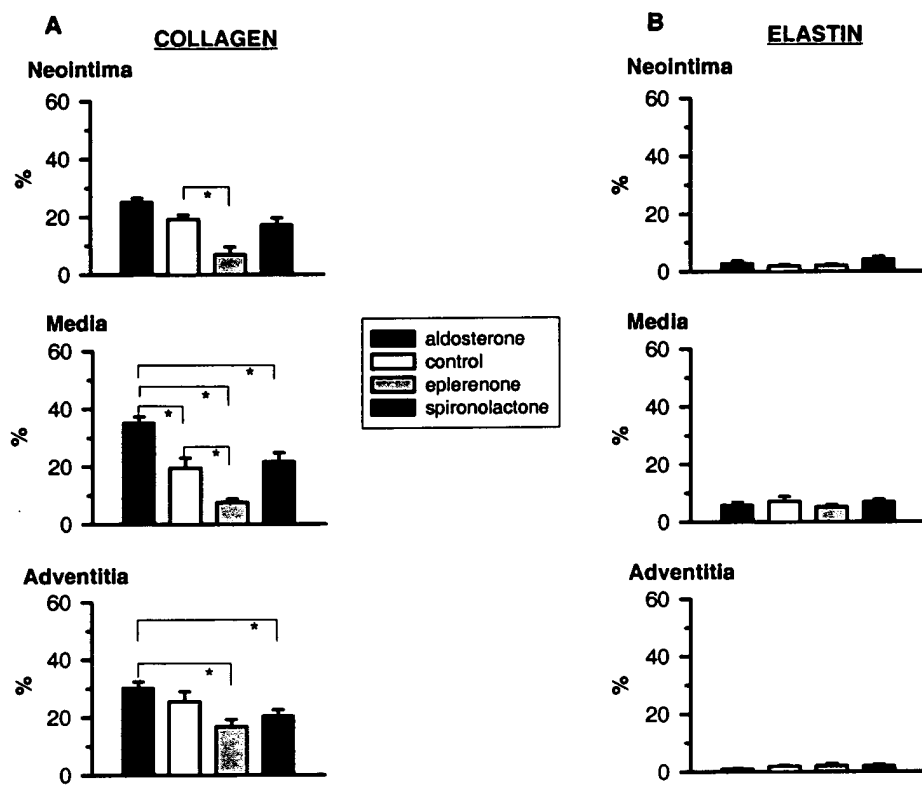 A
COLLAGEN
Neointima
60
40
20
0
%
*
Media
60
40
20
0
%
*
*
*
*
Adventitia
60
40
20
0
%
*
*
aldosterone
control
eplerenone
spironolactone
B
ELASTIN
Neointima
60
40
20
0
%
Media
60
40
20
0
%
Adventitia
60
40
20
0
%